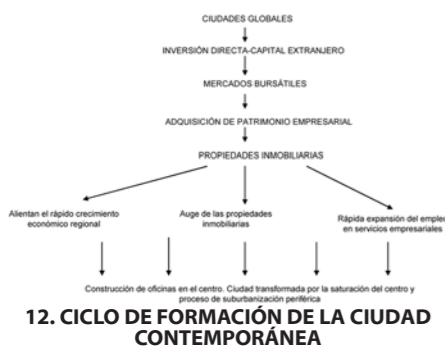 CIUDADES GLOBALES
INVERSIÓN DIRECTA-CAPITAL EXTRANJERO
MERCADOS BURSÁTILES
ADQUISICIÓN DE PATRIMONIO EMPRESARIAL
PROPIEDADES INMOBILIARIAS
Alientan el rápido crecimiento
económico regional
Auge de las propiedades
inmobiliarias
Rápida expansión del empleo
en servicios empresariales
Construcción de oficinas en el centro. Ciudad transformada por la saturación del centro y
proceso de suburbanización periférica
12. CICLO DE FORMACIÓN DE LA CIUDAD
CONTEMPORÁNEA